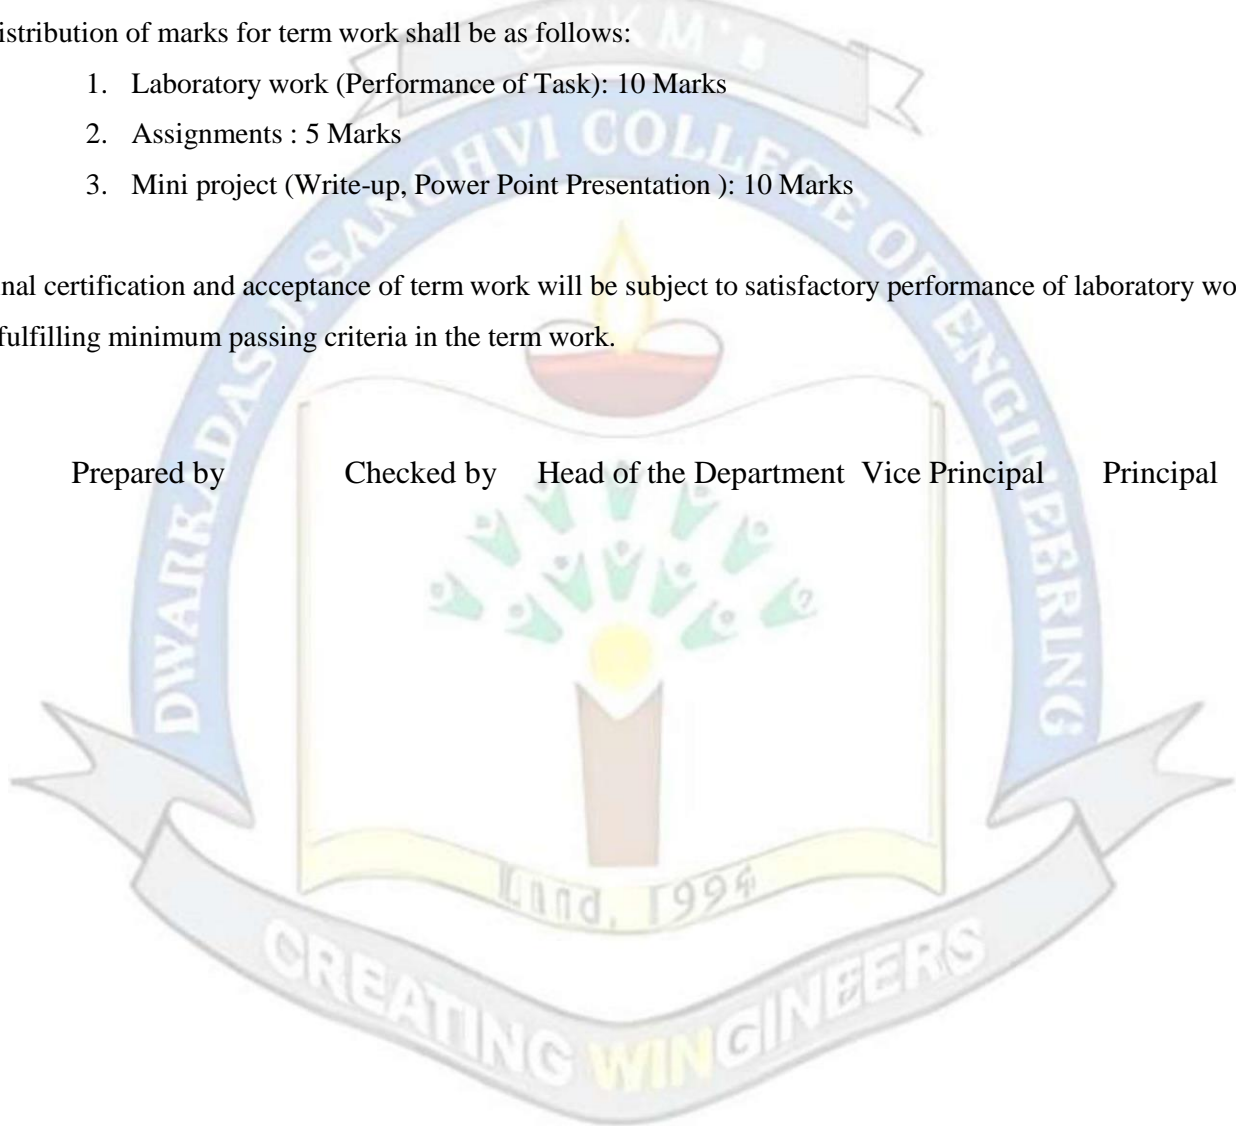 SVKM's
istribution of marks for term work shall be as follows:
1. Laboratory work (Performance of Task): 10 Marks
2. Assignments : 5 Marks
3. Mini project (Write-up, Power Point Presentation ): 10 Marks
nal certification and acceptance of term work will be subject to satisfactory performance of laboratory wo
fulfilling minimum passing criteria in the term work.
Prepared by Checked by Head of the Department Vice Principal Principal
DWARKADAS J. SANGHVI COLLEGE OF ENGINEERING
1994
CREATING WINGINEERS